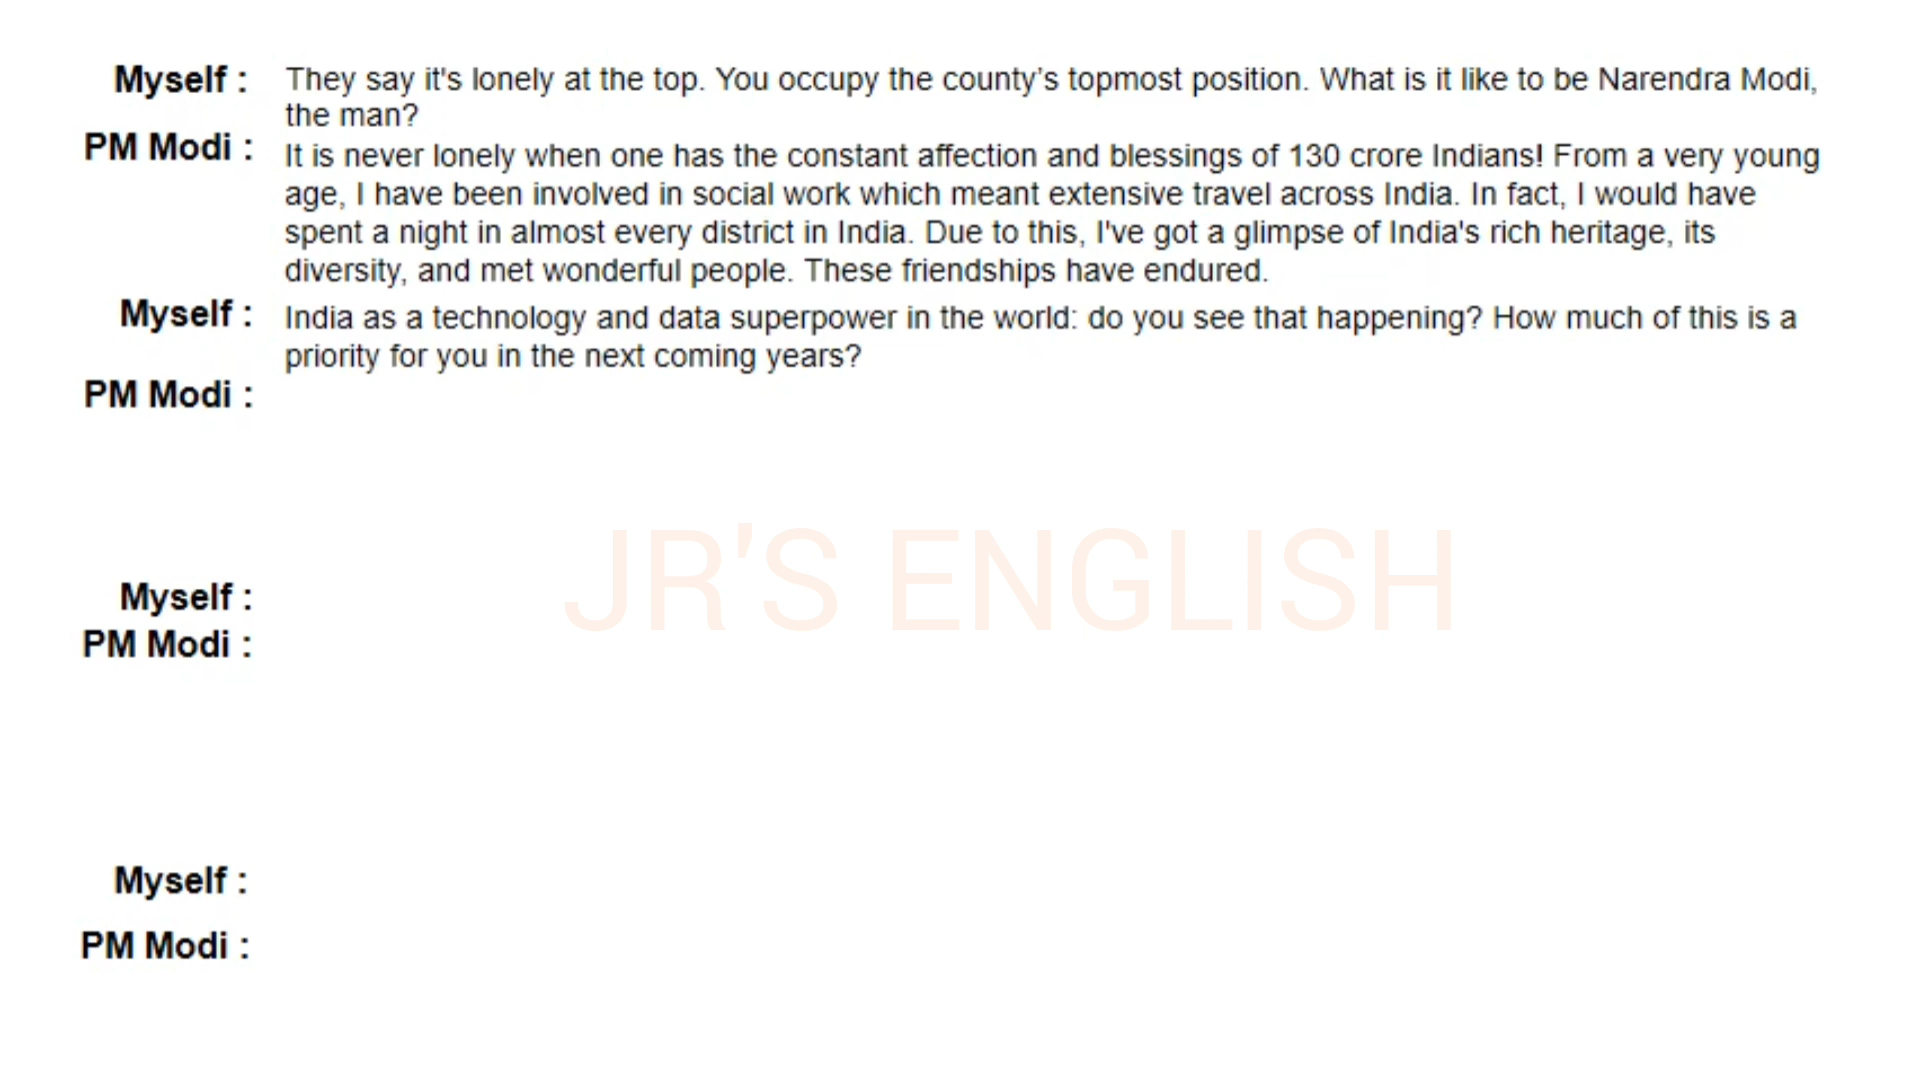 Myself : They say it's lonely at the top. You occupy the county’s topmost position. What is it like to be Narendra Modi,
the man?
PM Modi : It is never lonely when one has the constant affection and blessings of 130 crore Indians! From a very young
age, I have been involved in social work which meant extensive travel across India. In fact, I would have
spent a night in almost every district in India. Due to this, I've got a glimpse of India's rich heritage, its
diversity, and met wonderful people. These friendships have endured.
Myself : India as a technology and data superpower in the world: do you see that happening? How much of this is a
priority for you in the next coming years?
PM Modi :
JR'S ENGLISH
Myself :
PM Modi :
Myself :
PM Modi :